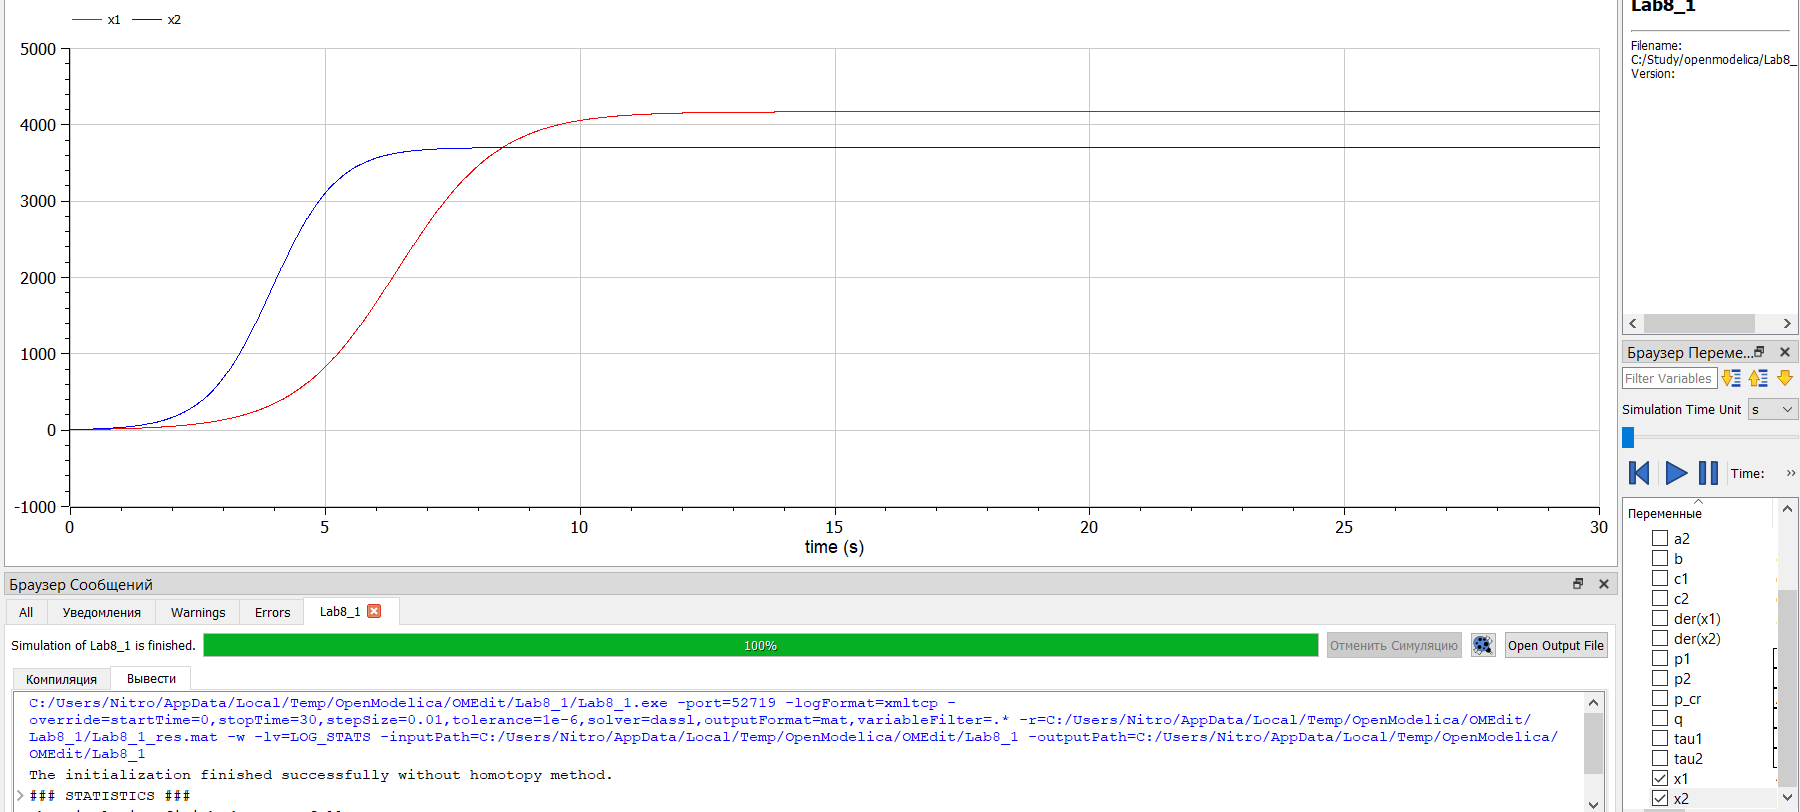 x1 x2
5000
4000
3000
2000
1000
0
-1000
0 5 10 15 20 25 30
time (s)
Lab8_1
Filename:
C:/Study/openmodelica/Lab8_
Version:
Браузер Переме...
Filter Variables
Simulation Time Unit s
Time: »
Переменные
a2
b
c1
c2
der(x1)
der(x2)
p1
p2
p_cr
q
tau1
tau2
x1
x2
Браузер Сообщений
All Уведомления Warnings Errors Lab8_1
Simulation of Lab8_1 is finished. 100% Отменить Симуляцию Open Output File
Компиляция Вывести
C:/Users/Nitro/AppData/Local/Temp/OpenModelica/OMEdit/Lab8_1/Lab8_1.exe -port=52719 -logFormat=xmltcp -
override=startTime=0,stopTime=30,stepSize=0.01,tolerance=1e-6,solver=dassl,outputFormat=mat,variableFilter=.* -r=C:/Users/Nitro/AppData/Local/Temp/OpenModelica/OMEdit/
Lab8_1/Lab8_1_res.mat -w -lv=LOG_STATS -inputPath=C:/Users/Nitro/AppData/Local/Temp/OpenModelica/OMEdit/Lab8_1 -outputPath=C:/Users/Nitro/AppData/Local/Temp/OpenModelica/
OMEdit/Lab8_1
The initialization finished successfully without homotopy method.
### STATISTICS ###